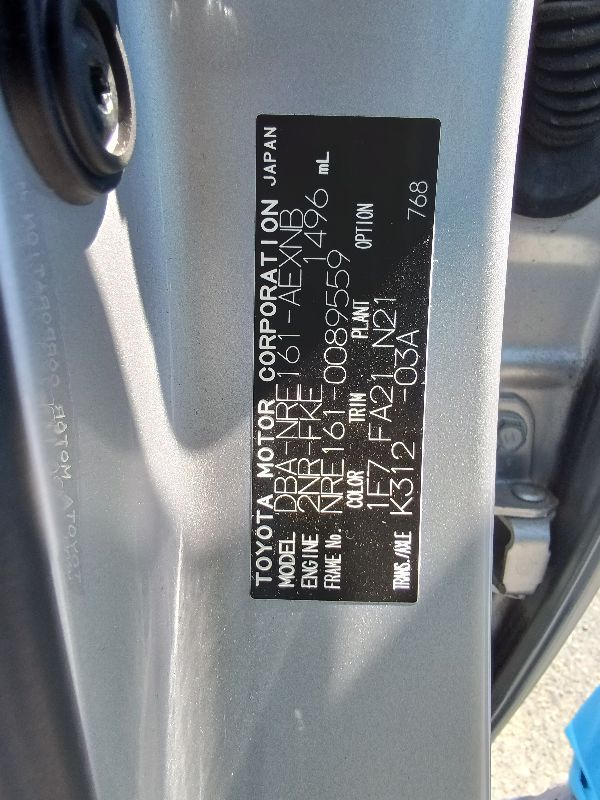 TOYOTA MOTOR CORPORATION JAPAN
MODEL DBA-NRE161-AEXNB
ENGINE 2NR-FKE 1496 mL
FRAME No. NRE161-0089559
COLOR TRIM PLANT OPTION
1F7 FA21 N21
TRANS./AXLE K312 -03A 768